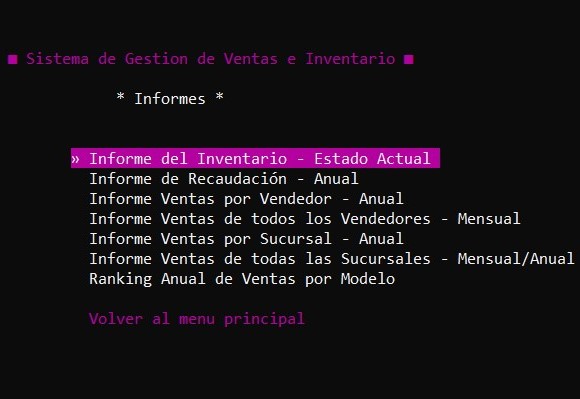 ■ Sistema de Gestion de Ventas e Inventario ■
* Informes *
» Informe del Inventario - Estado Actual
Informe de Recaudación - Anual
Informe Ventas por Vendedor - Anual
Informe Ventas de todos los Vendedores - Mensual
Informe Ventas por Sucursal - Anual
Informe Ventas de todas las Sucursales - Mensual/Anual
Ranking Anual de Ventas por Modelo
Volver al menu principal